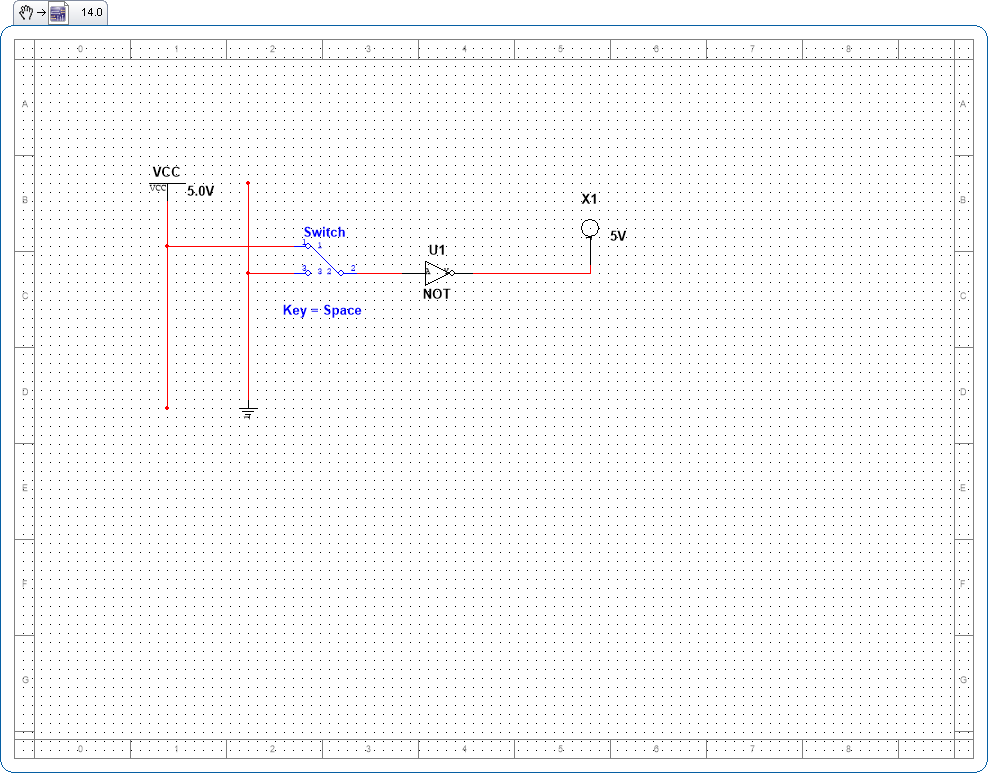 14.0
0 1 2 3 4 5 6 7 8
A A
VCC
VCC
5.0V
B B
X1
5V
Switch
1 1
U1
3 3 2 2
A Y
NOT
C C
Key = Space
D D
E E
F F
G G
0 1 2 3 4 5 6 7 8